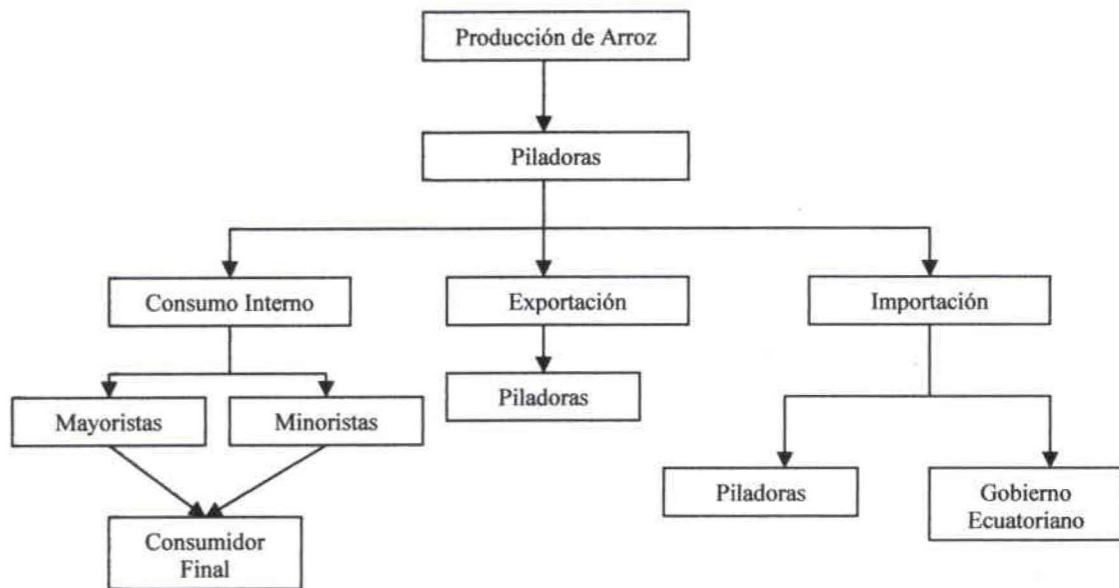 Producción de Arroz
Piladoras
Consumo Interno
Exportación
Importación
Mayoristas
Minoristas
Piladoras
Piladoras
Gobierno
Ecuatoriano
Consumidor
Final